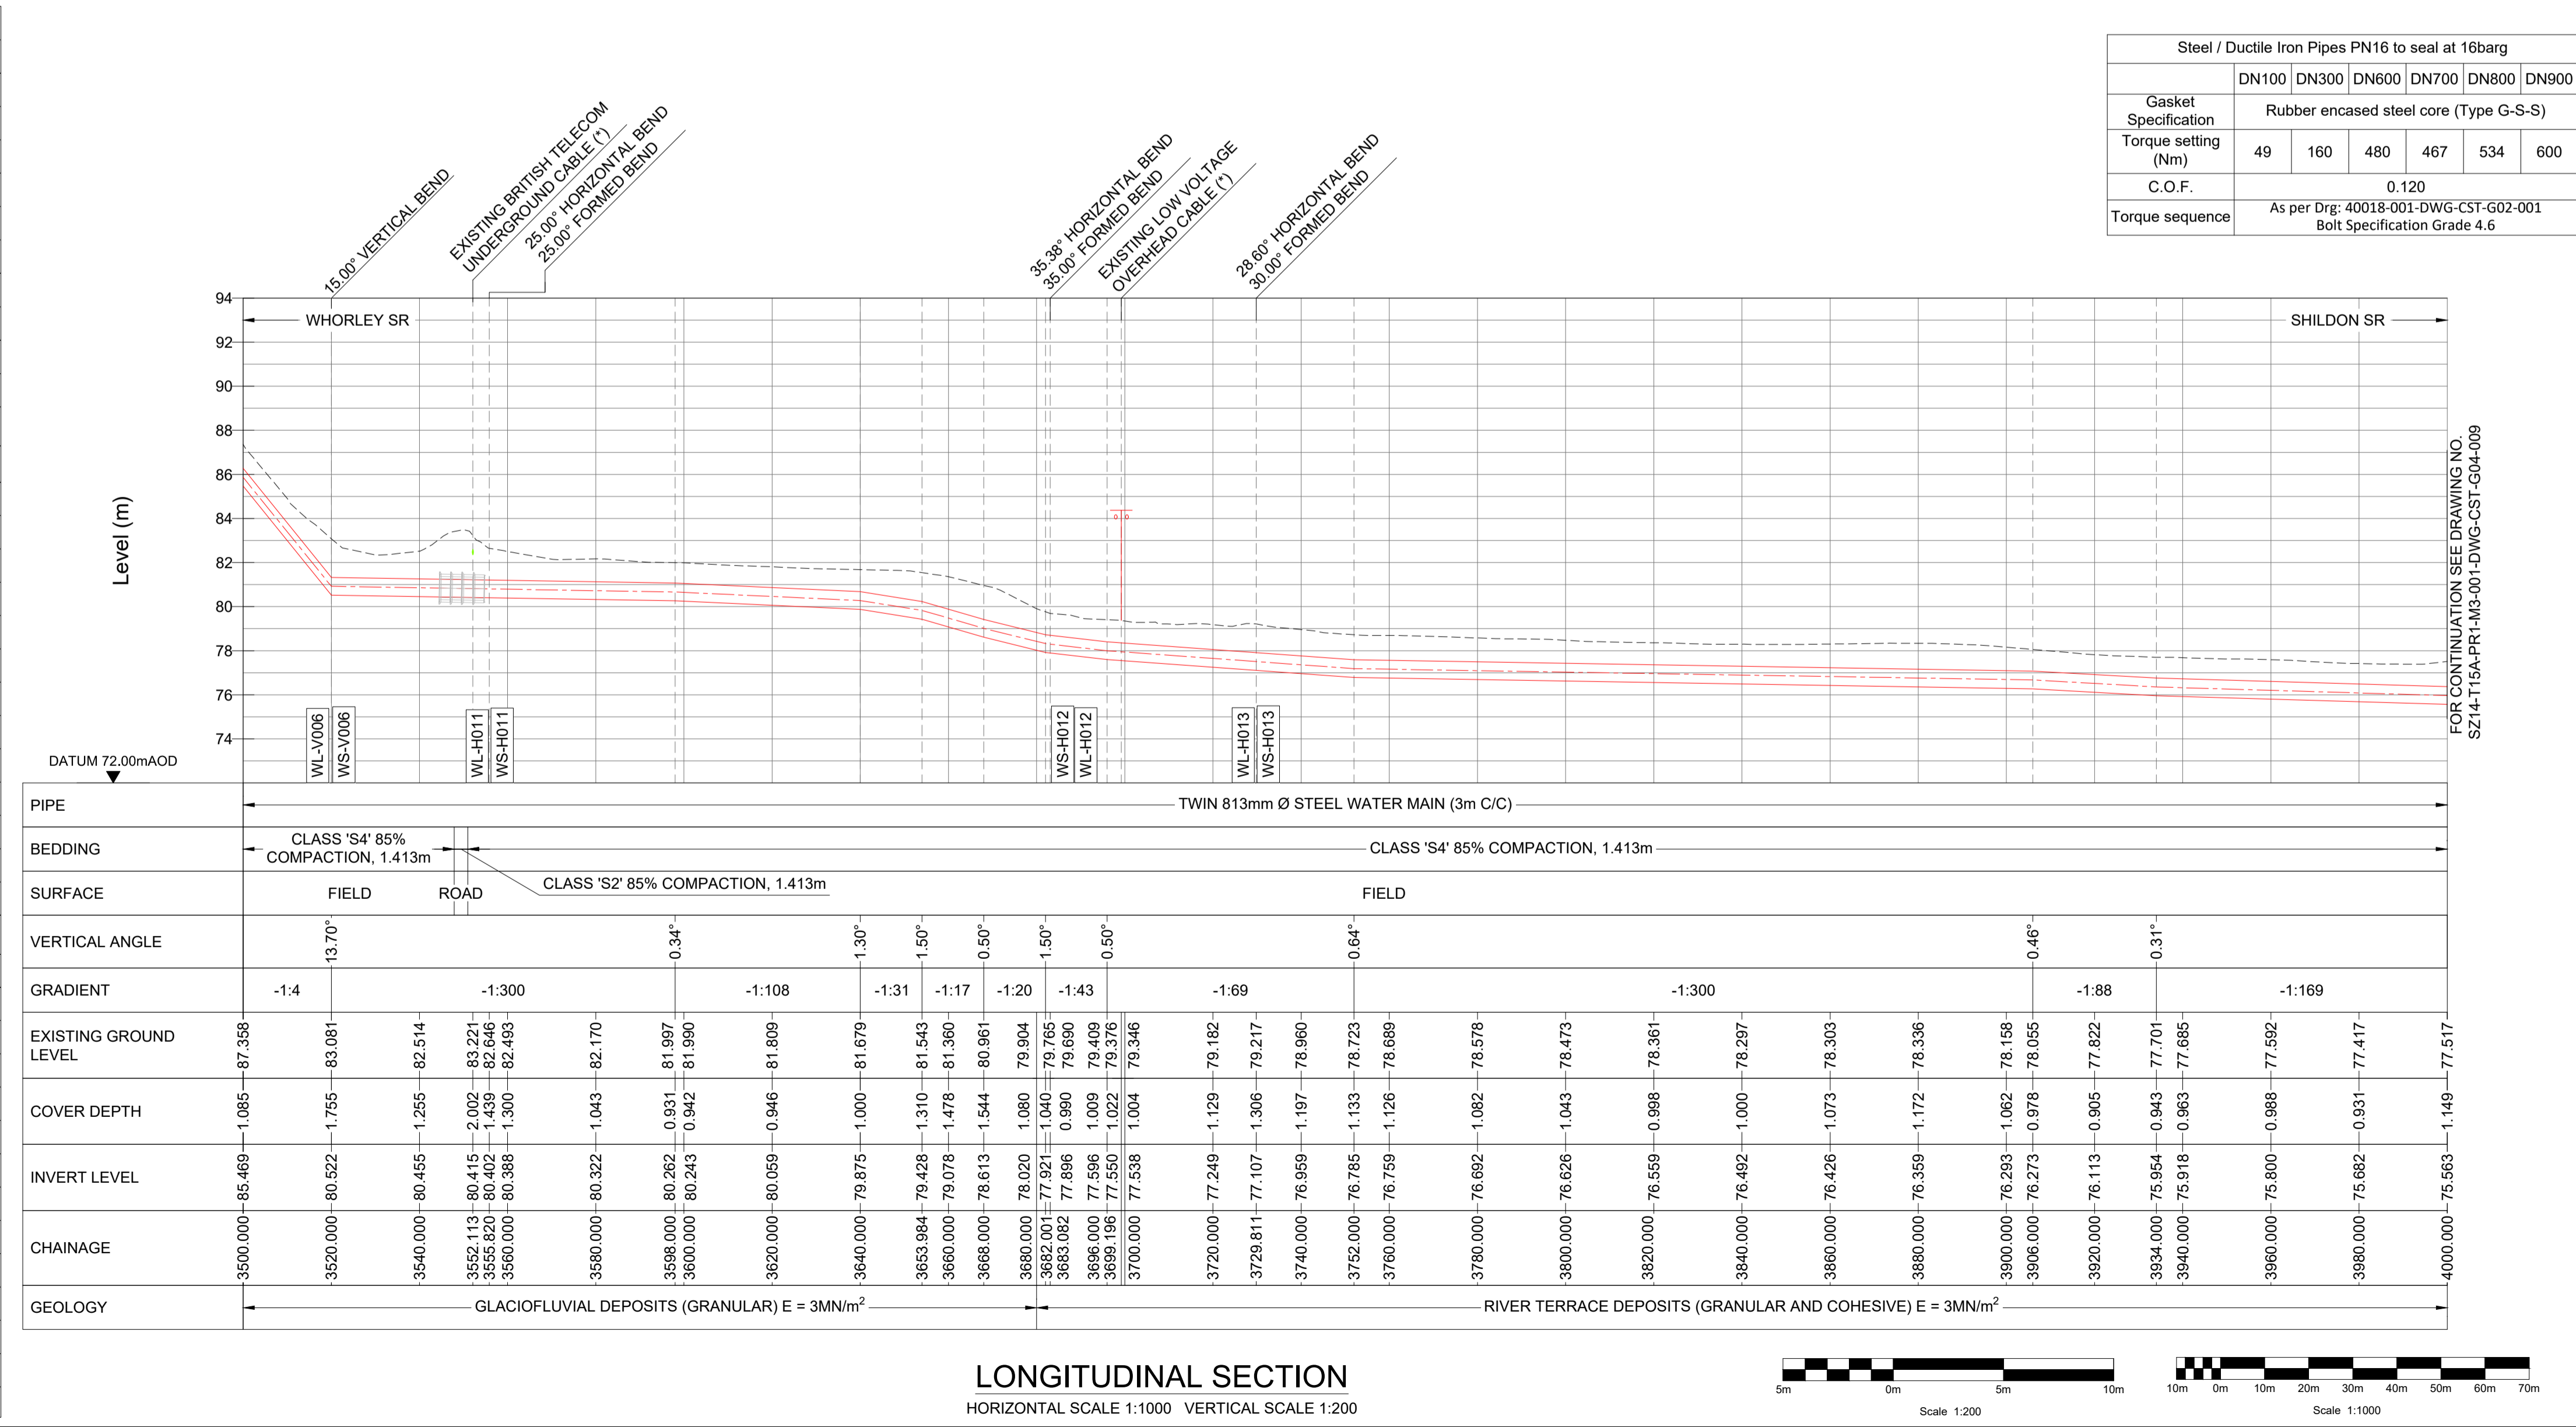 Steel / Ductile Iron Pipes PN16 to seal at 16barg
DN100 DN300 DN600 DN700 DN800 DN900
Gasket
Specification
Rubber encased steel core (Type G-S-S)
Torque setting
(Nm)
49 160 480 467 534 600
C.O.F.
0.120
Torque sequence
As per Drg: 40018-001-DWG-CST-G02-001
Bolt Specification Grade 4.6
15.00° VERTICAL BEND
EXISTING BRITISH TELECOM
UNDERGROUND CABLE (*)
25.00° HORIZONTAL BEND
25.00° FORMED BEND
35.38° HORIZONTAL BEND
35.00° FORMED BEND
EXISTING LOW VOLTAGE
OVERHEAD CABLE (*)
28.60° HORIZONTAL BEND
30.00° FORMED BEND
Level (m)
94
92
90
88
86
84
82
80
78
76
74
WHORLEY SR
SHILDON SR
WL-V006
WS-V006
WL-H011
WS-H011
WS-H012
WL-H012
WL-H013
WS-H013
FOR CONTINUATION SEE DRAWING NO.
SZ14-T15A-PR1-M3-001-DWG-CST-G04-009
DATUM 72.00mAOD
PIPE
TWIN 813mm Ø STEEL WATER MAIN (3m C/C)
BEDDING
CLASS 'S4' 85%
COMPACTION, 1.413m
CLASS 'S4' 85% COMPACTION, 1.413m
CLASS 'S2' 85% COMPACTION, 1.413m
SURFACE
FIELD ROAD FIELD
VERTICAL ANGLE
13.70° 0.34° 1.30° 1.50° 0.50° 1.50° 0.50° 0.64° 0.46° 0.31°
GRADIENT
-1:4 -1:300 -1:108 -1:31 -1:17 -1:20 -1:43 -1:69 -1:300 -1:88 -1:169
EXISTING GROUND
LEVEL
87.358 83.081 82.514 83.221 82.646 82.493 82.170 81.997 81.990 81.809 81.679 81.543 81.360 80.961 79.904 79.765 79.690 79.409 79.376 79.346 79.182 79.217 78.960 78.723 78.689 78.578 78.473 78.361 78.297 78.303 78.336 78.158 78.055 77.822 77.701 77.685 77.592 77.417 77.517
COVER DEPTH
1.085 1.755 1.255 2.002 1.439 1.300 1.043 0.931 0.942 0.946 1.000 1.310 1.478 1.544 1.080 1.040 0.990 1.009 1.022 1.004 1.129 1.306 1.197 1.133 1.126 1.082 1.043 0.998 1.000 1.073 1.172 1.062 0.978 0.905 0.943 0.963 0.988 0.931 1.149
INVERT LEVEL
85.469 80.522 80.455 80.415 80.402 80.388 80.322 80.262 80.243 80.059 79.875 79.428 79.078 78.613 78.020 77.921 77.896 77.596 77.550 77.538 77.249 77.107 76.959 76.785 76.759 76.692 76.626 76.559 76.492 76.426 76.359 76.293 76.273 76.113 75.954 75.918 75.800 75.682 75.563
CHAINAGE
3500.000 3520.000 3540.000 3552.113 3555.820 3560.000 3580.000 3598.000 3600.000 3620.000 3640.000 3653.984 3660.000 3668.000 3680.000 3682.001 3683.082 3696.000 3699.196 3700.000 3720.000 3729.811 3740.000 3752.000 3760.000 3780.000 3800.000 3820.000 3840.000 3860.000 3880.000 3900.000 3906.000 3920.000 3934.000 3940.000 3960.000 3980.000 4000.000
GEOLOGY
GLACIOFLUVIAL DEPOSITS (GRANULAR) E = 3MN/m²
RIVER TERRACE DEPOSITS (GRANULAR AND COHESIVE) E = 3MN/m²
LONGITUDINAL SECTION
HORIZONTAL SCALE 1:1000 VERTICAL SCALE 1:200
5m 0m 5m 10m
Scale 1:200
10m 0m 10m 20m 30m 40m 50m 60m 70m
Scale 1:1000